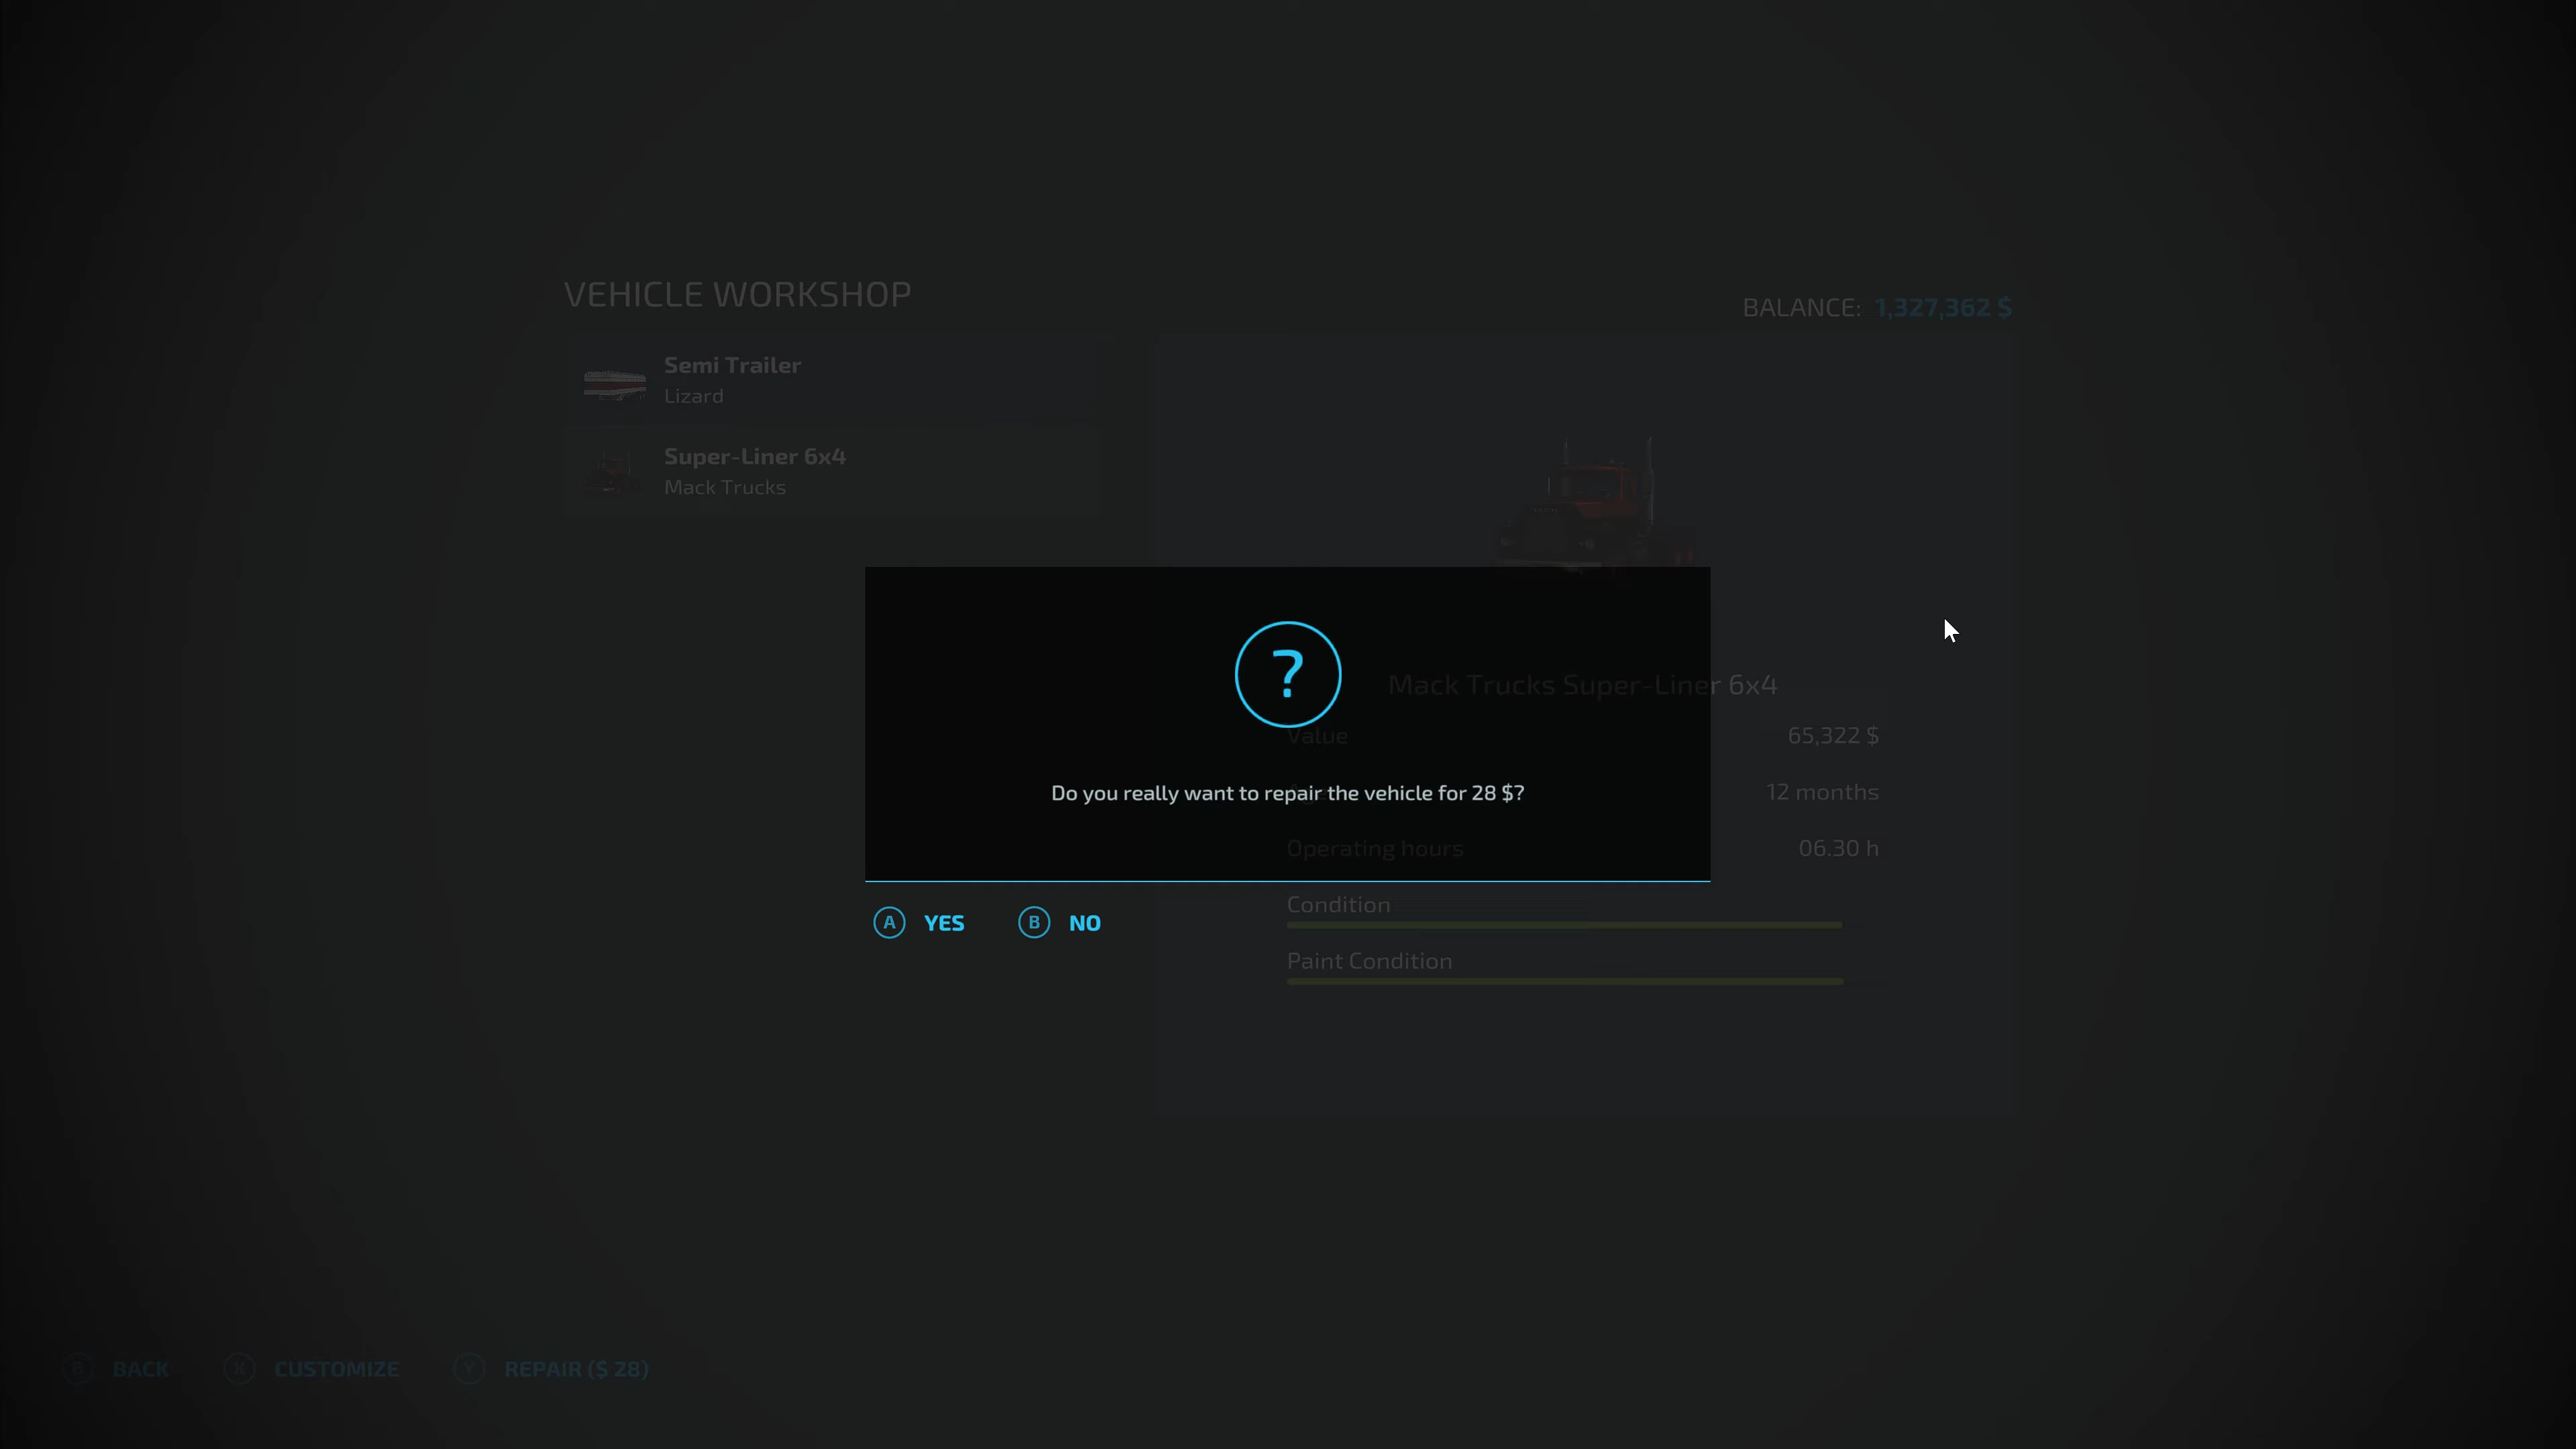 VEHICLE WORKSHOP
BALANCE: 1,327,362 $
Semi Trailer
Lizard
Super-Liner 6x4
Mack Trucks
?
Mack Trucks Super-Liner 6x4
Value 65,322 $
Do you really want to repair the vehicle for 28 $?
12 months
Operating hours 06.30 h
Condition
A YES B NO
Paint Condition
B BACK X CUSTOMIZE Y REPAIR ($ 28)